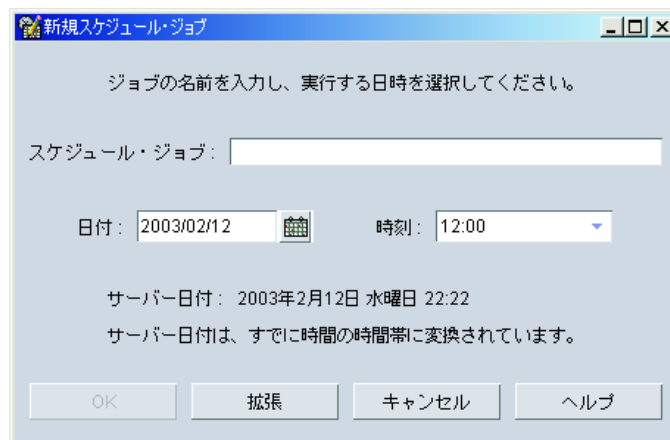 新規スケジュール・ジョブ
ジョブの名前を入力し、実行する日時を選択してください。
スケジュール・ジョブ:
日付: 2003/02/12 時刻: 12:00
サーバー日付: 2003年2月12日 水曜日 22:22
サーバー日付は、すでに時間の時間帯に変換されています。
OK 拡張 キャンセル ヘルプ